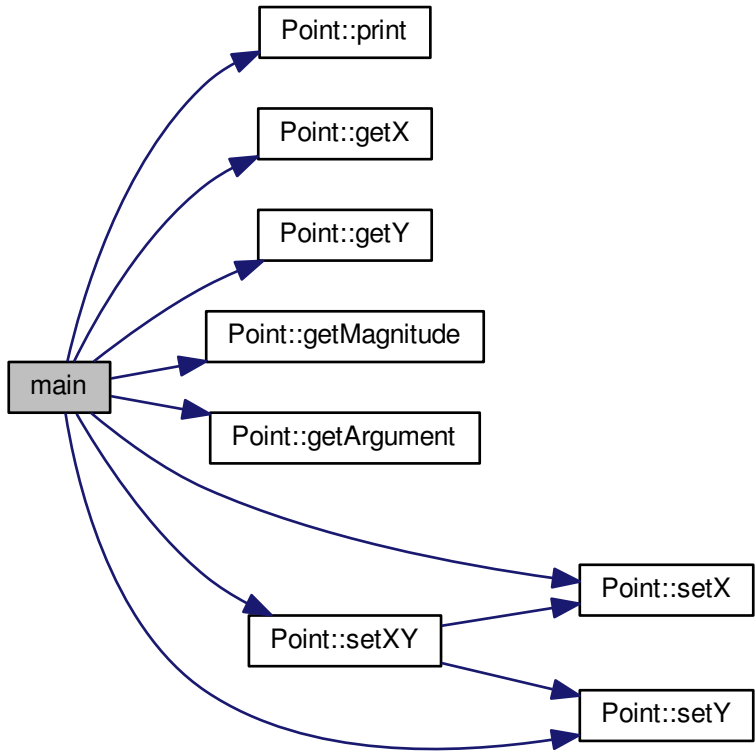 Point::print
Point::getX
Point::getY
Point::getMagnitude
main
Point::getArgument
Point::setX
Point::setXY
Point::setY